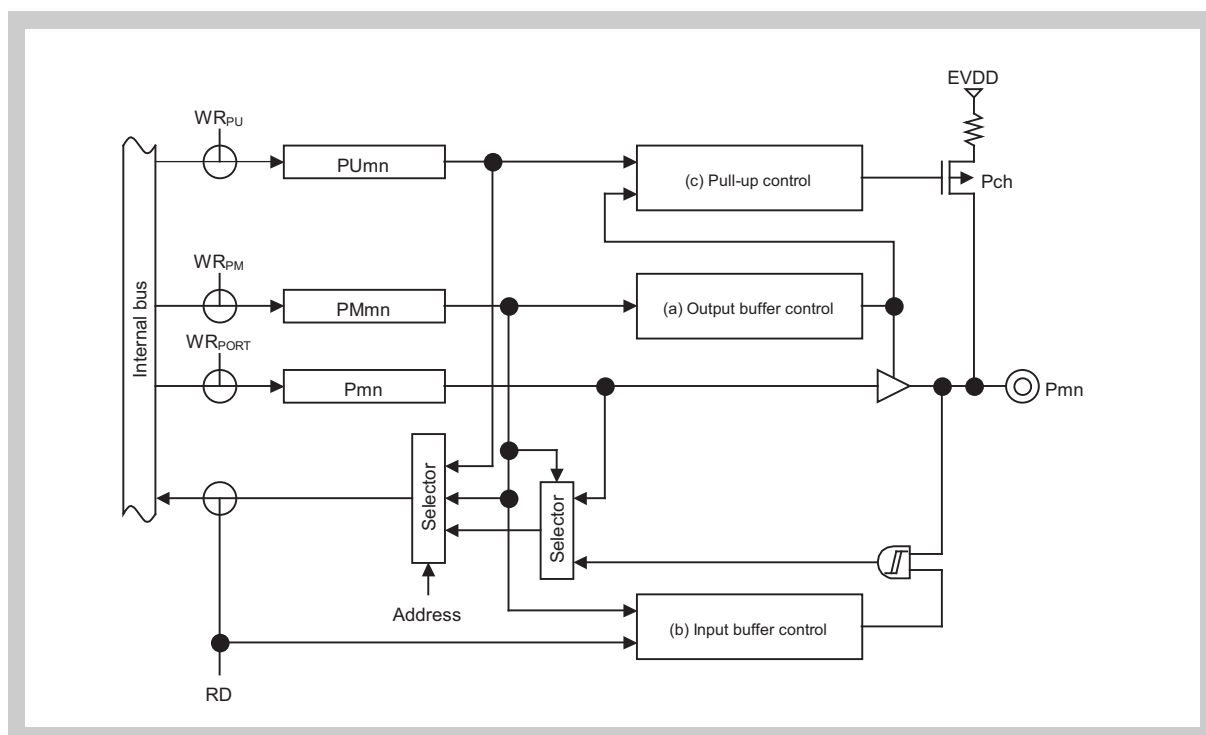 EVDD
WRPU
PUmn
(c) Pull-up control
Pch
WRPM
Internal bus
PMmn
(a) Output buffer control
WRPORT
Pmn
Pmn
Selector
Selector
Address
(b) Input buffer control
RD